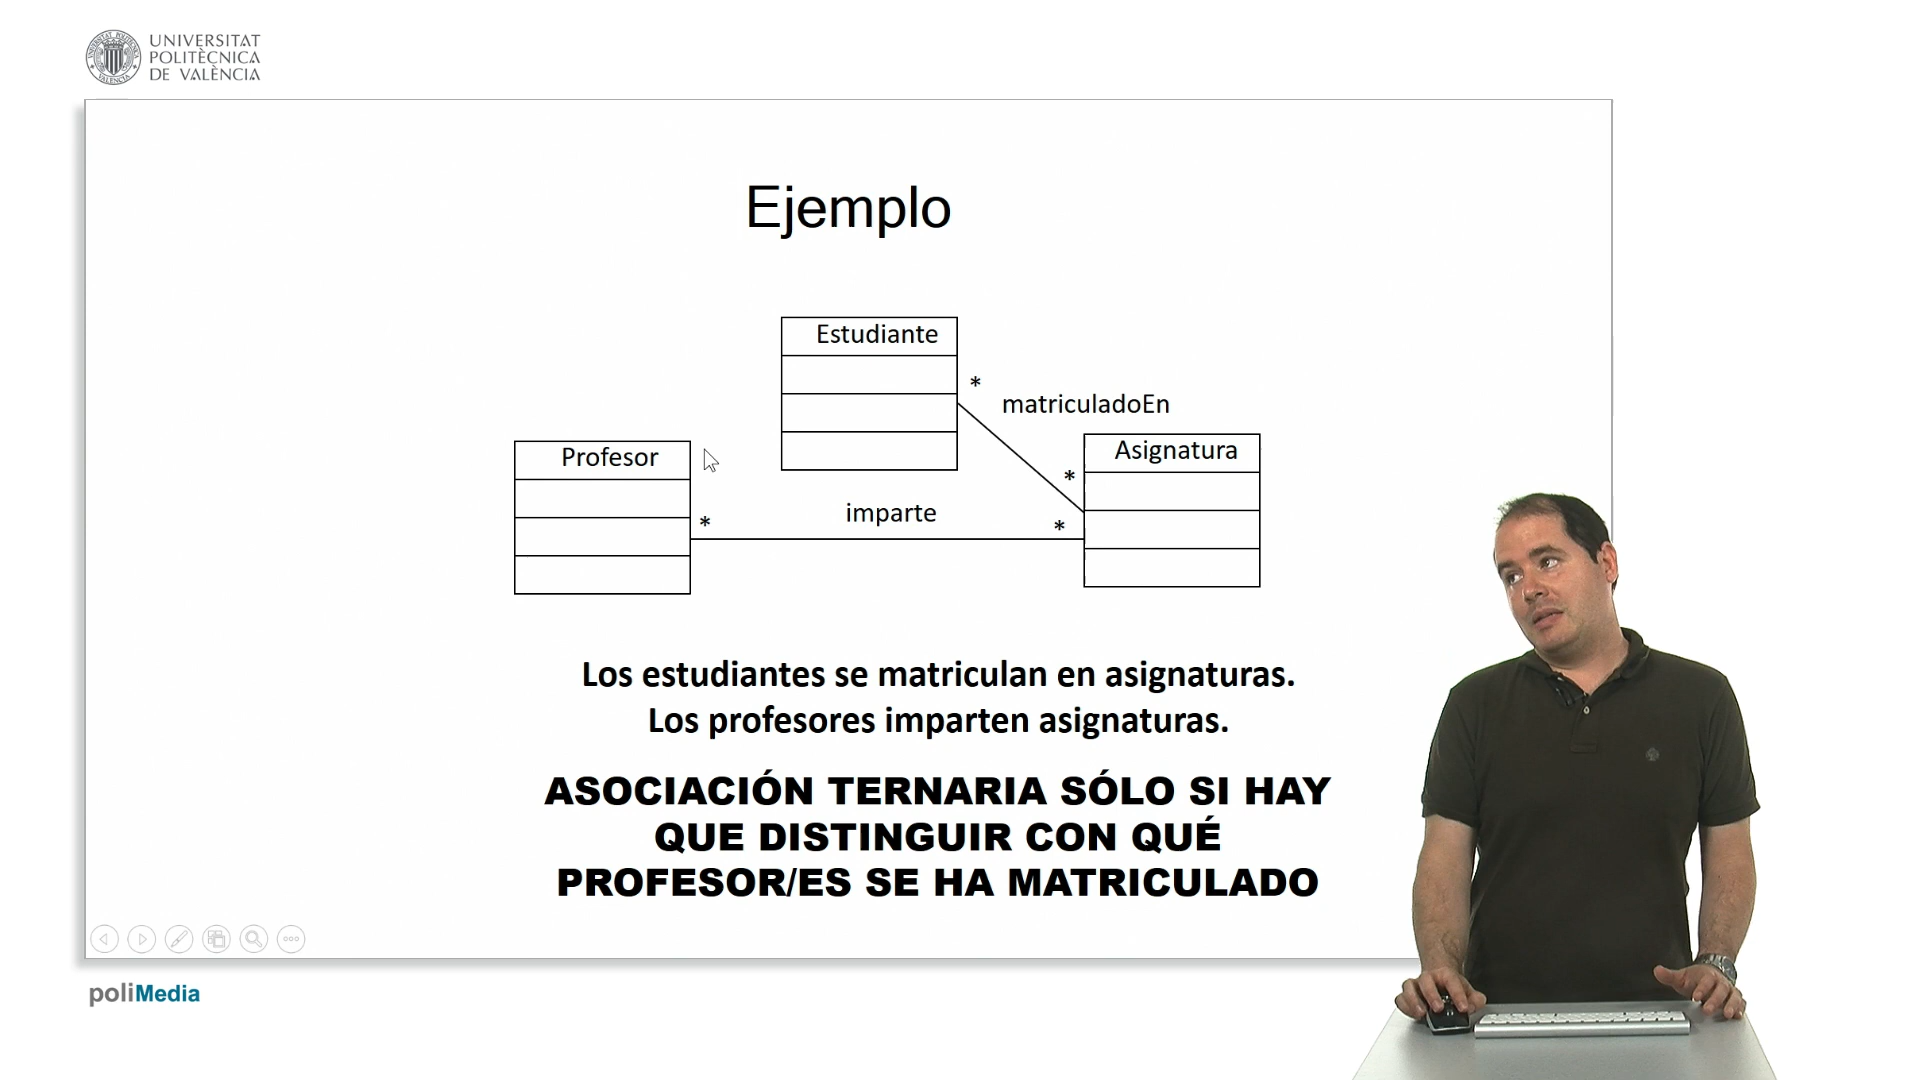 UNIVERSITAT
POLITÈCNICA
DE VALÈNCIA
Ejemplo
Estudiante
*
matriculadoEn
Profesor
Asignatura
*
*
imparte
*
Los estudiantes se matriculan en asignaturas.
Los profesores imparten asignaturas.
ASOCIACIÓN TERNARIA SÓLO SI HAY
QUE DISTINGUIR CON QUÉ
PROFESOR/ES SE HA MATRICULADO
poliMedia